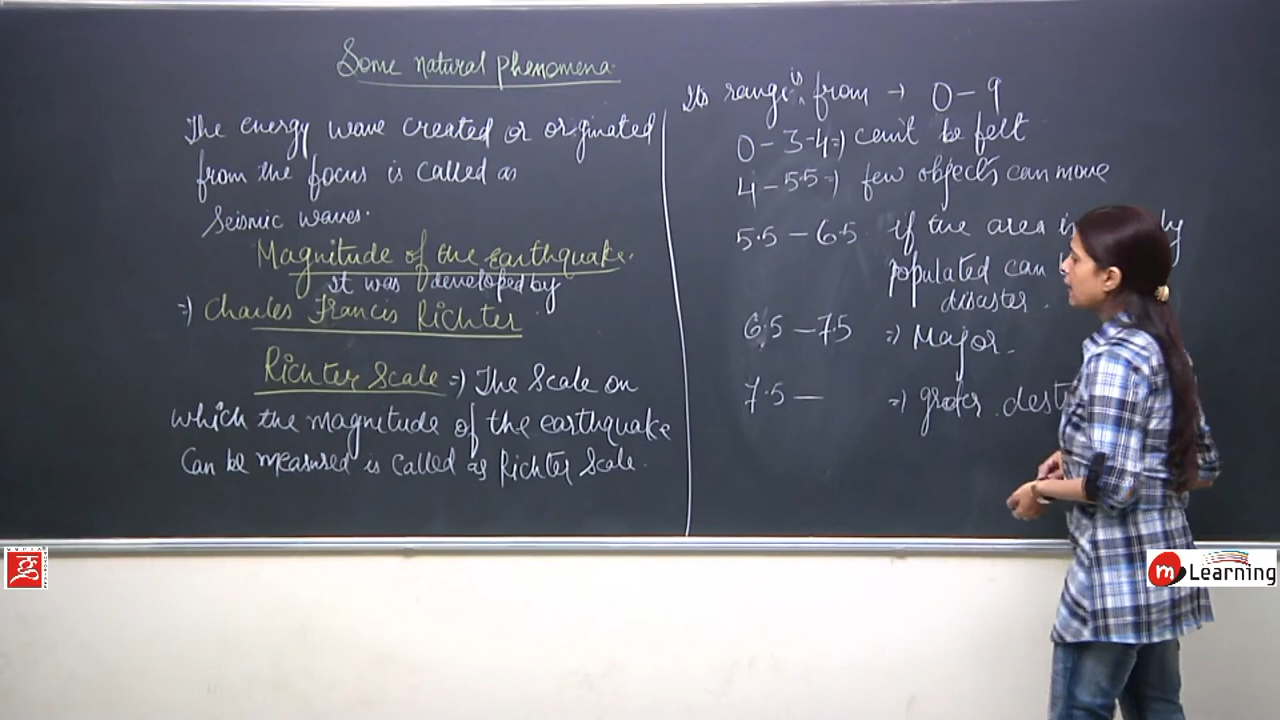 Some natural phenomena.
The energy wave created or originated
from the focus is called as
Seismic waves.
Magnitude of the earthquake.
It was developed by
=) Charles Francis Richter.
Richter Scale =) The Scale on
which the magnitude of the earthquake
can be measured is called as Richter Scale.
Its range is from → 0 - 9
0 - 3.4 =) can't be felt
4 - 5.5 =) few objects can move
5.5 - 6.5 if the area is
populated can
disaster.
6.5 - 7.5 =) Major.
7.5 - =)
m Learning